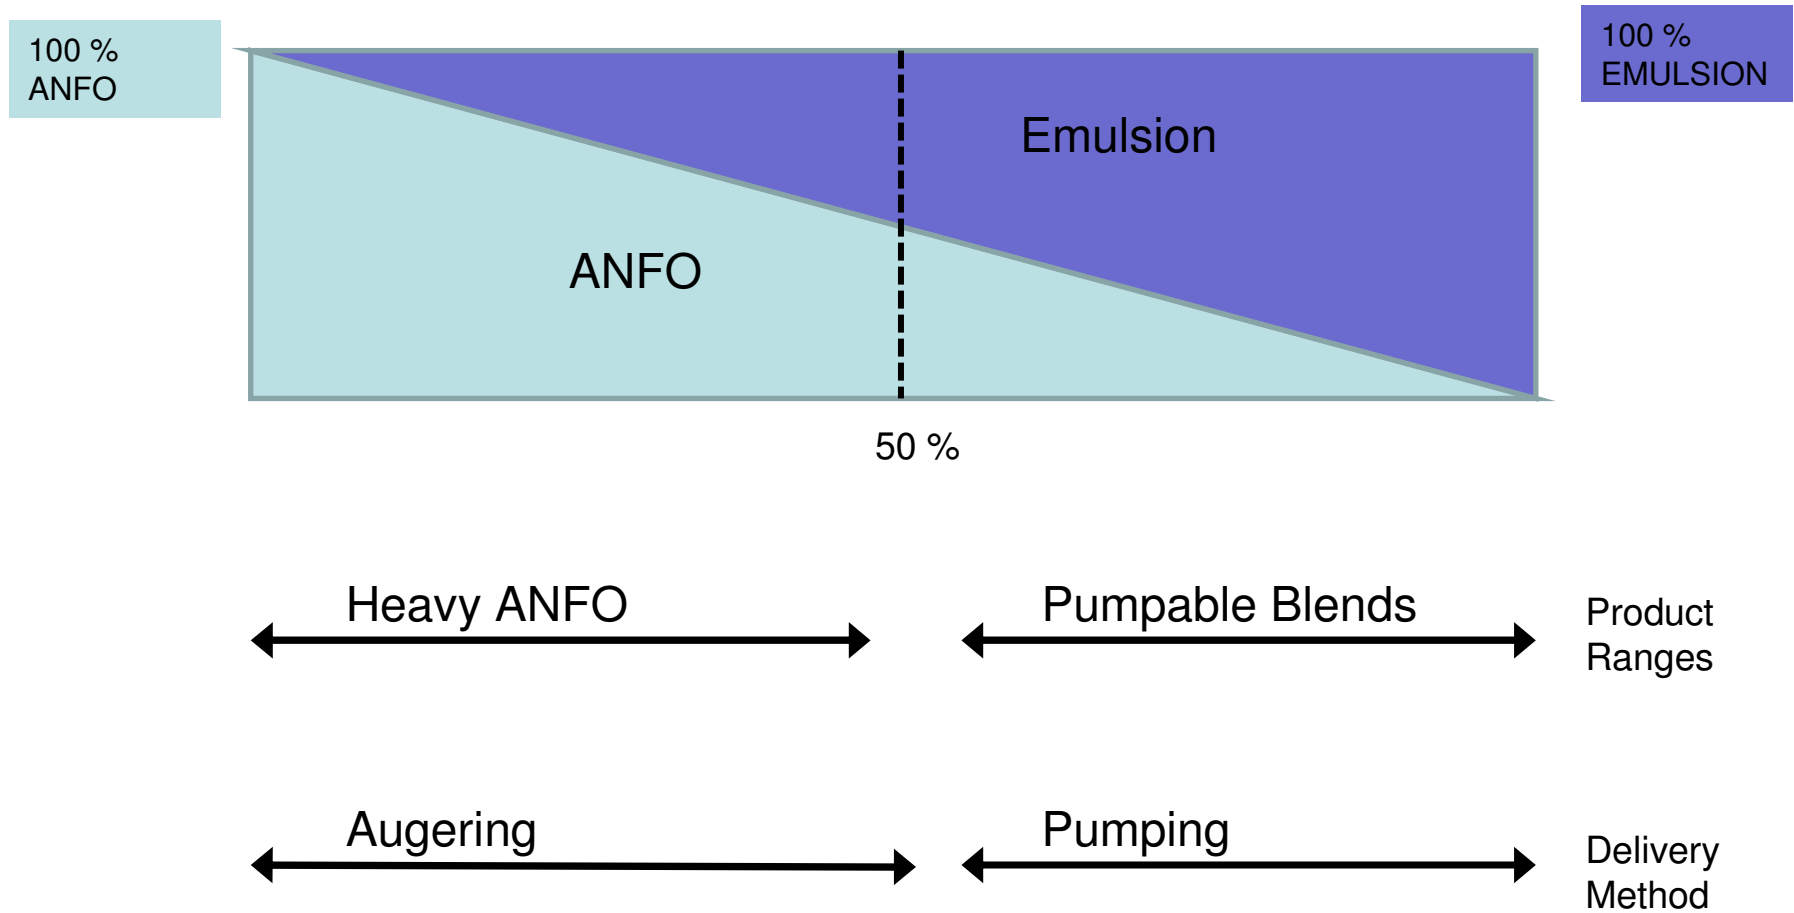 100 %
ANFO
100 %
EMULSION
Emulsion
ANFO
50 %
Heavy ANFO
Pumpable Blends
Product
Ranges
Augering
Pumping
Delivery
Method